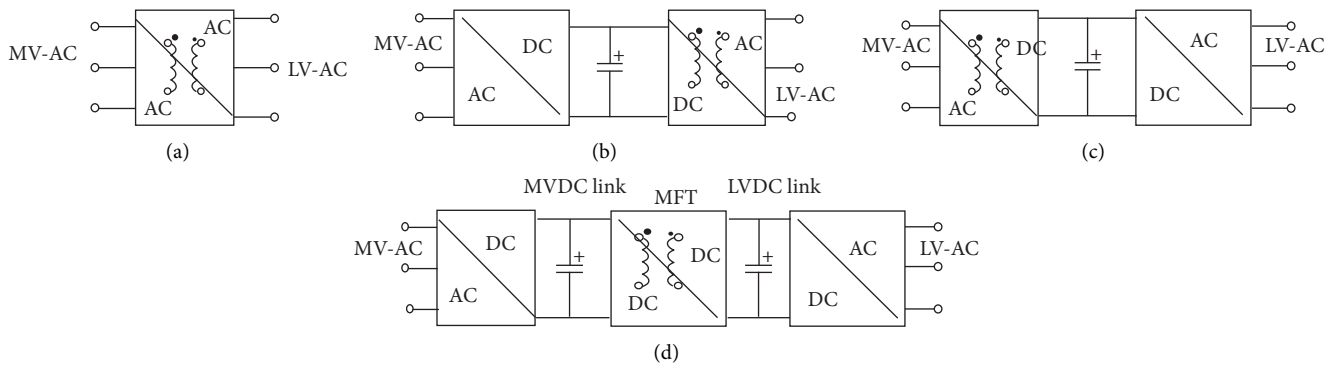 AC
MV-AC
LV-AC
AC
(a)
MV-AC
DC
AC
AC
DC
LV-AC
+
(b)
MV-AC
DC
AC
+
AC
DC
LV-AC
(c)
MVDC link
MFT
LVDC link
MV-AC
DC
AC
+
DC
DC
+
AC
DC
LV-AC
(d)